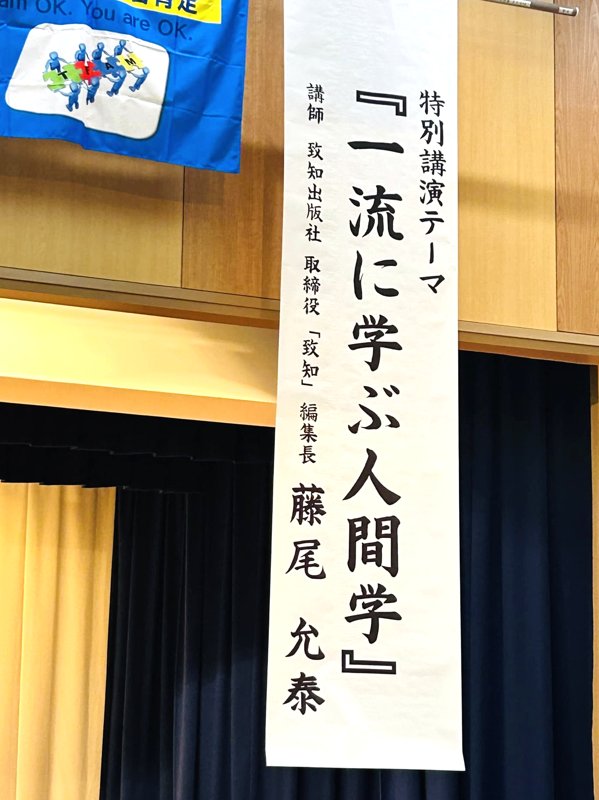 am OK. You are OK.
TEAM
特別講演テーマ
『一流に学ぶ人間学』
講師 致知出版社 取締役 「致知」 編集長 藤尾 允泰